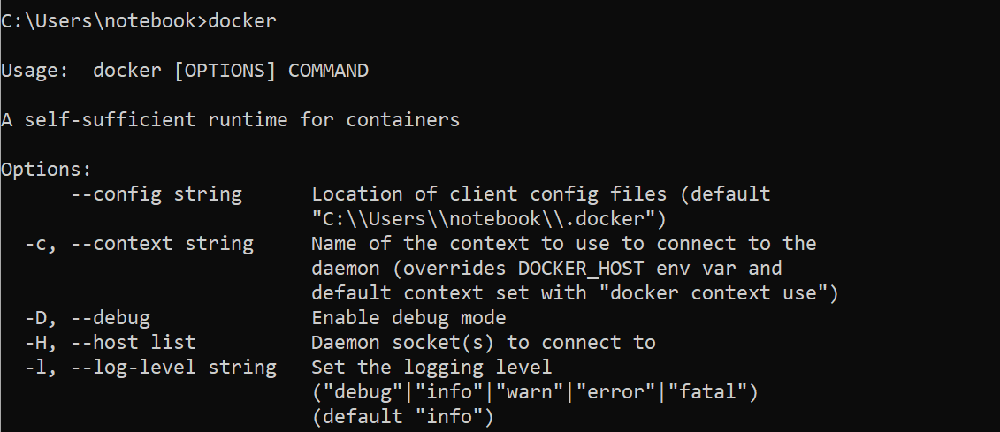 C:\Users\notebook>docker
Usage:  docker [OPTIONS] COMMAND
A self-sufficient runtime for containers
Options:
      --config string      Location of client config files (default
                           "C:\\Users\\notebook\\.docker")
  -c, --context string     Name of the context to use to connect to the
                           daemon (overrides DOCKER_HOST env var and
                           default context set with "docker context use")
  -D, --debug              Enable debug mode
  -H, --host list          Daemon socket(s) to connect to
  -l, --log-level string   Set the logging level
                           ("debug"|"info"|"warn"|"error"|"fatal")
                           (default "info")